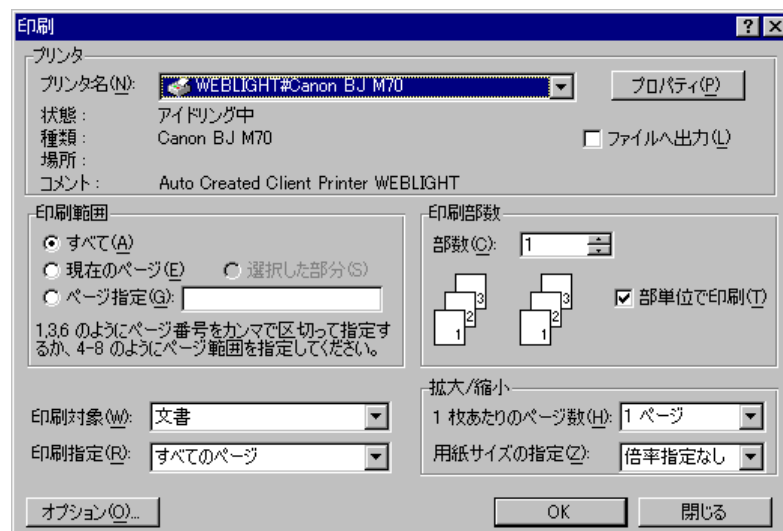 印刷
プリンタ
プリンタ名(N): WEBLIGHT#Canon BJ M70 プロパティ(P)
状態: アイドリング中
種類: Canon BJ M70 ファイルへ出力(L)
場所:
コメント: Auto Created Client Printer WEBLIGHT
印刷範囲
すべて(A)
現在のページ(E) 選択した部分(S)
ページ指定(G):
1,3,6 のようにページ番号をカンマで区切って指定す
るか、4-8 のようにページ範囲を指定してください。
印刷部数
部数(C): 1
3 3
2 2
1 1
部単位で印刷(T)
印刷対象(W): 文書
印刷指定(R): すべてのページ
拡大/縮小
1 枚あたりのページ数(H): 1 ページ
用紙サイズの指定(Z): 倍率指定なし
オプション(O)... OK 閉じる